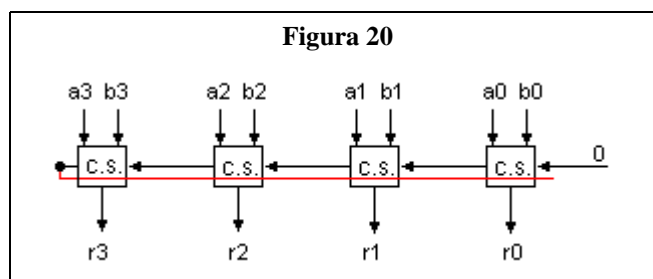 Figura 20
a3 b3 a2 b2 a1 b1 a0 b0
c.s. c.s. c.s. c.s. 0
r3 r2 r1 r0